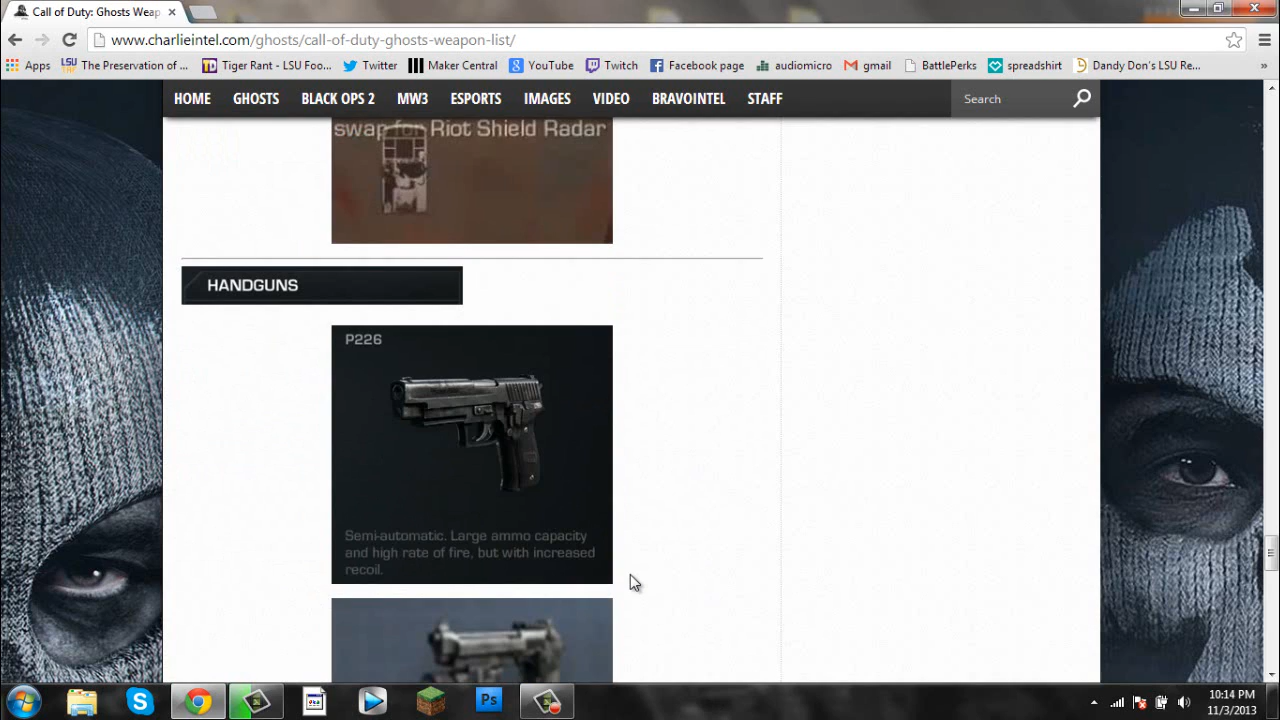 Call of Duty: Ghosts Weap
www.charlieintel.com/ghosts/call-of-duty-ghosts-weapon-list/
Apps
LSU
The Preservation of ...
TD
Tiger Rant - LSU Foo...
Twitter
Maker Central
YouTube
Twitch
Facebook page
audiomicro
gmail
BattlePerks
spreadshirt
Dandy Don's LSU Re...
»
HOME
GHOSTS
BLACK OPS 2
MW3
ESPORTS
IMAGES
VIDEO
BRAVOINTEL
STAFF
Search
swap for Riot Shield Radar
HANDGUNS
P226
Semi-automatic. Large ammo capacity
and high rate of fire, but with increased
recoil.
Ps
10:14 PM
11/3/2013